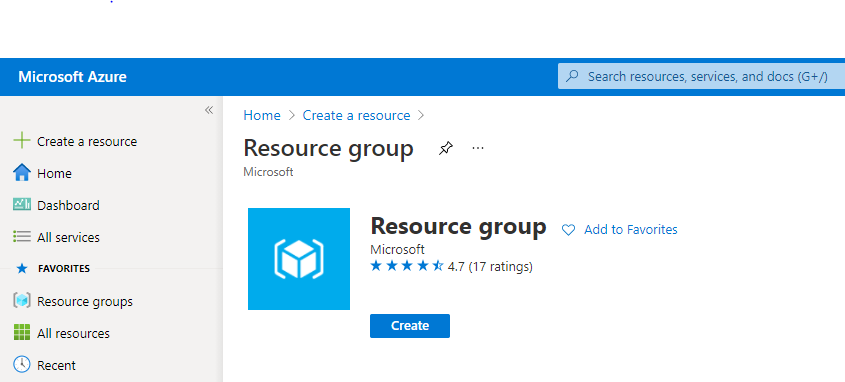 Microsoft Azure
Search resources, services, and docs (G+/)
«
Create a resource
Home
Dashboard
All services
FAVORITES
Resource groups
All resources
Recent
Home > Create a resource >
Resource group ...
Microsoft
Resource group Add to Favorites
Microsoft
4.7 (17 ratings)
Create